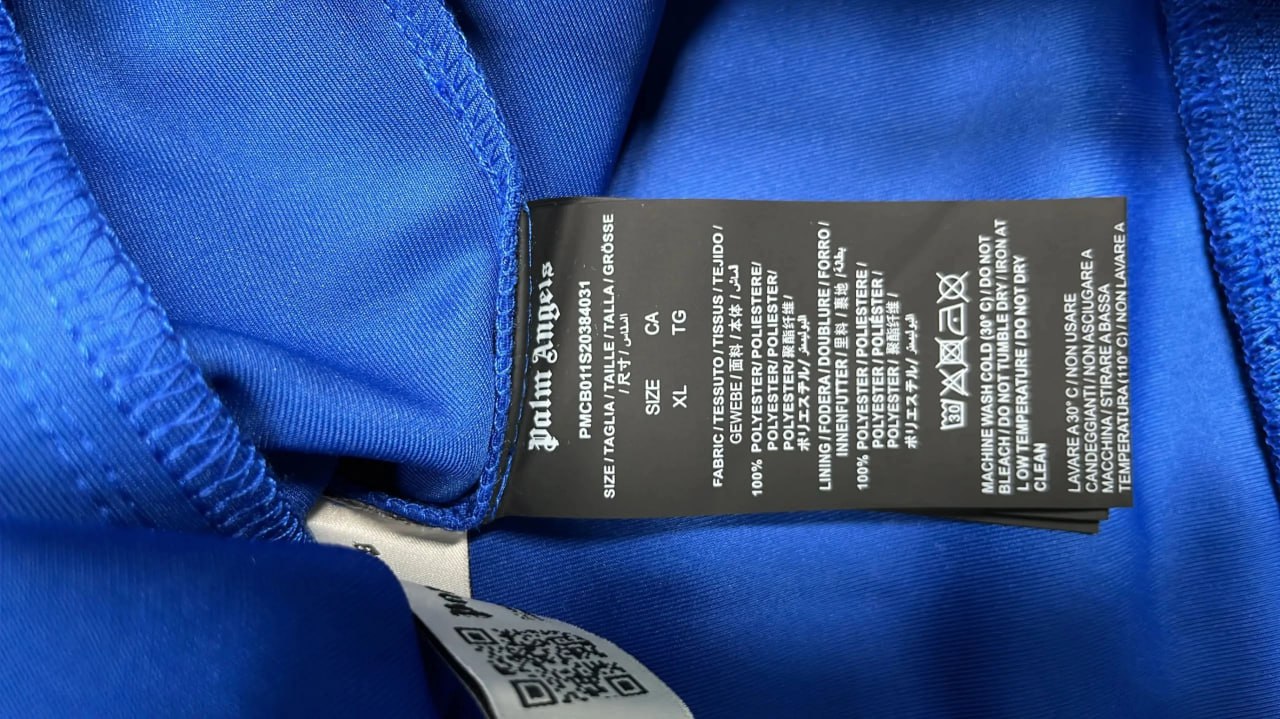 Palm Angels
PMCB011S20384031
SIZE / TAGLIA / TAILLE / TALLA / GRÖSSE
/ 尺寸 / المقاس
SIZE CA
XL TG
FABRIC / TESSUTO / TISSUS / TEJIDO /
GEWEBE / 面料 / 本体 / قماش
100% POLYESTER/ POLIESTERE/
POLYESTER/ POLIESTER/
POLYESTER/ 聚酯纤维 /
ポリエステル / البوليستر
LINING / FODERA / DOUBLURE / FORRO /
INNENFUTTER / 里料 / 裏地 / بطانة /
100% POLYESTER / POLIESTERE /
POLYESTER / POLIÉSTER /
POLYESTER / 聚酯纤维 /
ポリエステル / البوليستر
30
MACHINE WASH COLD (30° C) / DO NOT
BLEACH / DO NOT TUMBLE DRY / IRON AT
LOW TEMPERATURE / DO NOT DRY
CLEAN
LAVARE A 30° C / NON USARE
CANDEGGIANTI / NON ASCIUGARE A
MACCHINA / STIRARE A BASSA
TEMPERATURA (110° C) / NON LAVARE A